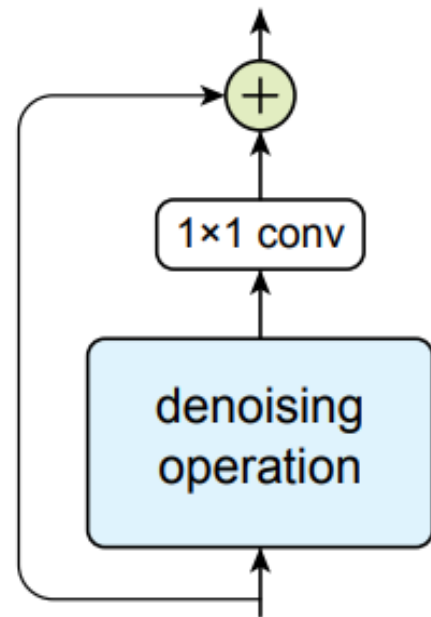 +
1×1 conv
denoising
operation